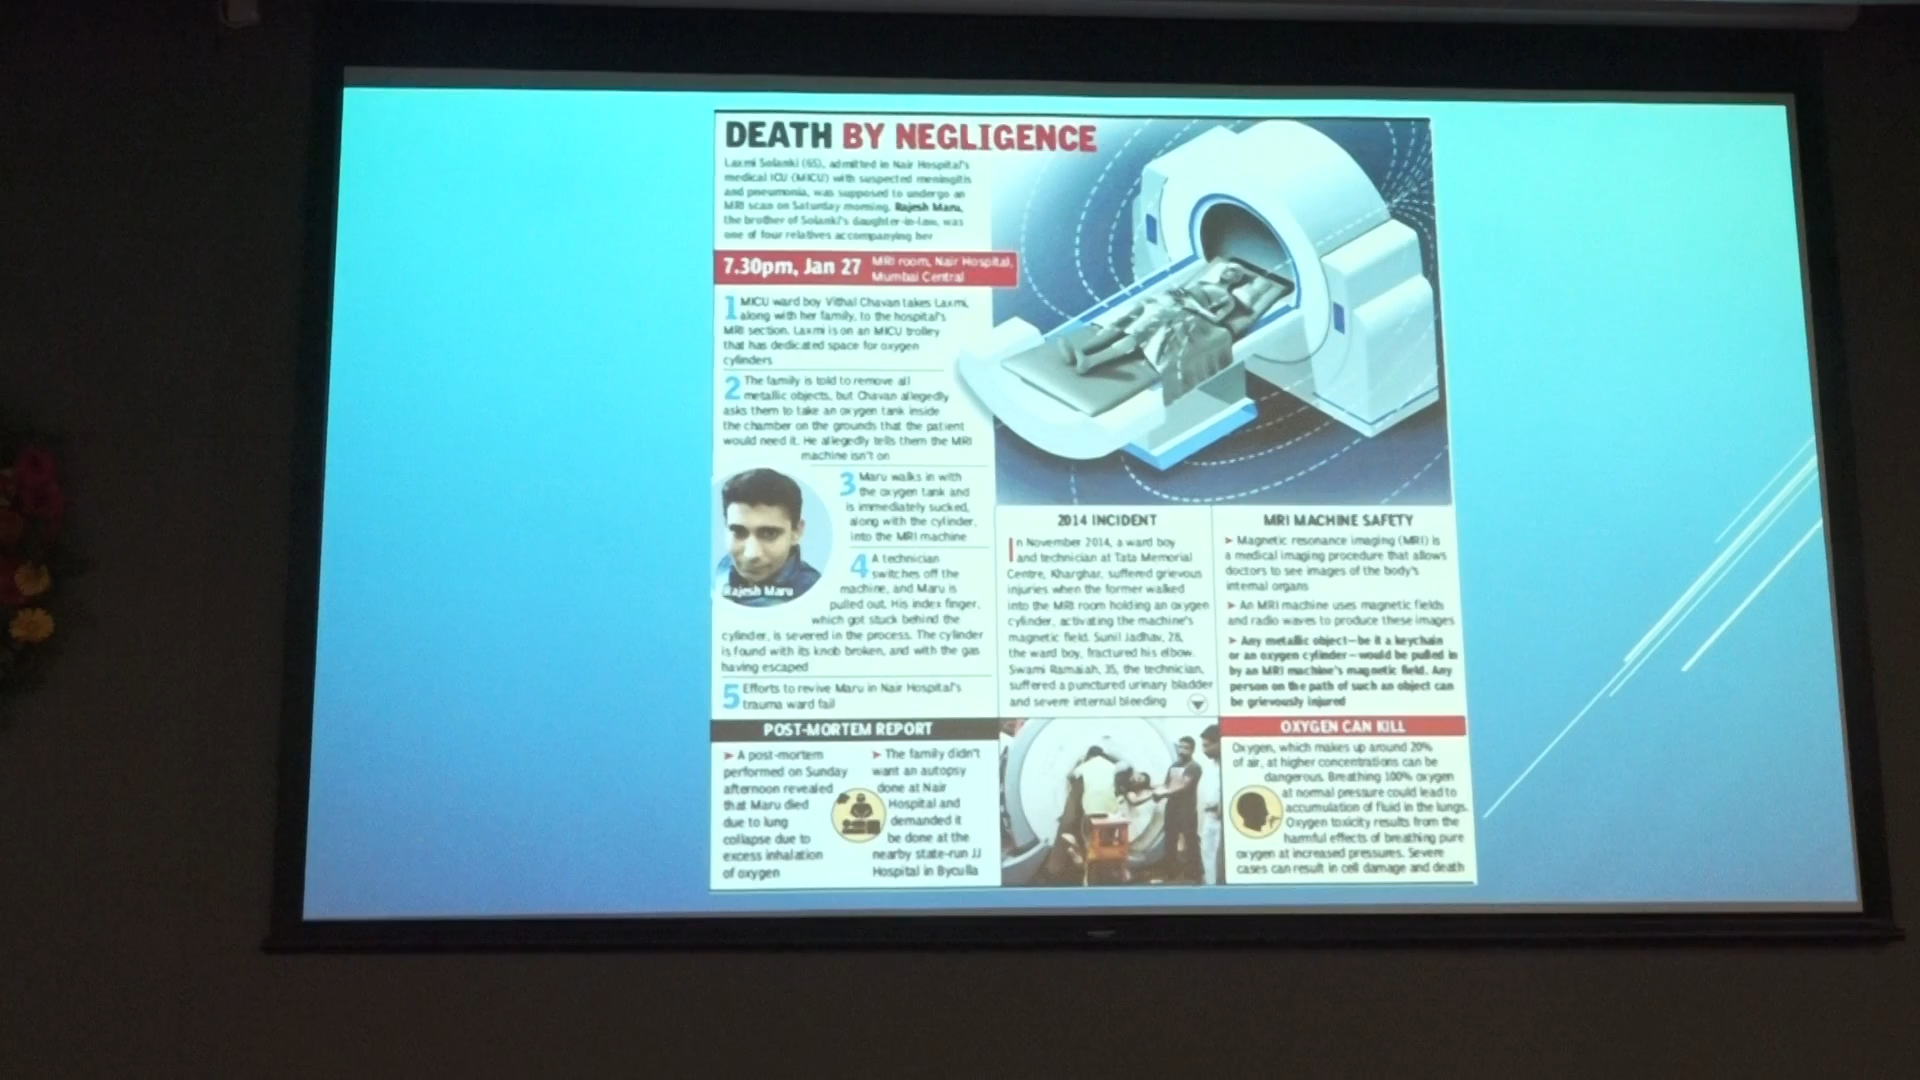 DEATH BY NEGLIGENCE
Laxmi Solanki (65), admitted in Nair Hospital's
medical ICU (MICU) with suspected meningitis
and pneumonia, was supposed to undergo an
MRI scan on Saturday morning. Rajesh Maru,
the brother of Solanki's daughter-in-law, was
one of four relatives accompanying her
7.30pm, Jan 27
MRI room, Nair Hospital,
Mumbai Central
1 MICU ward boy Vithal Chavan takes Laxmi,
along with her family, to the hospital's
MRI section. Laxmi is on an MICU trolley
that has dedicated space for oxygen
cylinders
2 The family is told to remove all
metallic objects, but Chavan allegedly
asks them to take an oxygen tank inside
the chamber on the grounds that the patient
would need it. He allegedly tells them the MRI
machine isn't on
Rajesh Maru
3 Maru walks in with
the oxygen tank and
is immediately sucked,
along with the cylinder,
into the MRI machine
4 A technician
switches off the
machine, and Maru is
pulled out. His index finger,
which got stuck behind the
cylinder, is severed in the process. The cylinder
is found with its knob broken, and with the gas
having escaped
5 Efforts to revive Maru in Nair Hospital's
trauma ward fail
POST-MORTEM REPORT
➤ A post-mortem
performed on Sunday
afternoon revealed
that Maru died
due to lung
collapse due to
excess inhalation
of oxygen
➤ The family didn't
want an autopsy
done at Nair
Hospital and
demanded it
be done at the
nearby state-run JJ
Hospital in Byculla
2014 INCIDENT
In November 2014, a ward boy
and technician at Tata Memorial
Centre, Kharghar, suffered grievous
injuries when the former walked
into the MRI room holding an oxygen
cylinder, activating the machine's
magnetic field. Sunil Jadhav, 28,
the ward boy, fractured his elbow.
Swami Ramaiah, 35, the technician,
suffered a punctured urinary bladder
and severe internal bleeding
MRI MACHINE SAFETY
➤ Magnetic resonance imaging (MRI) is
a medical imaging procedure that allows
doctors to see images of the body's
internal organs
➤ An MRI machine uses magnetic fields
and radio waves to produce these images
➤ Any metallic object—be it a keychain
or an oxygen cylinder—would be pulled in
by an MRI machine's magnetic field. Any
person on the path of such an object can
be grievously injured
OXYGEN CAN KILL
Oxygen, which makes up around 20%
of air, at higher concentrations can be
dangerous. Breathing 100% oxygen
at normal pressure could lead to
accumulation of fluid in the lungs.
Oxygen toxicity results from the
harmful effects of breathing pure
oxygen at increased pressures. Severe
cases can result in cell damage and death